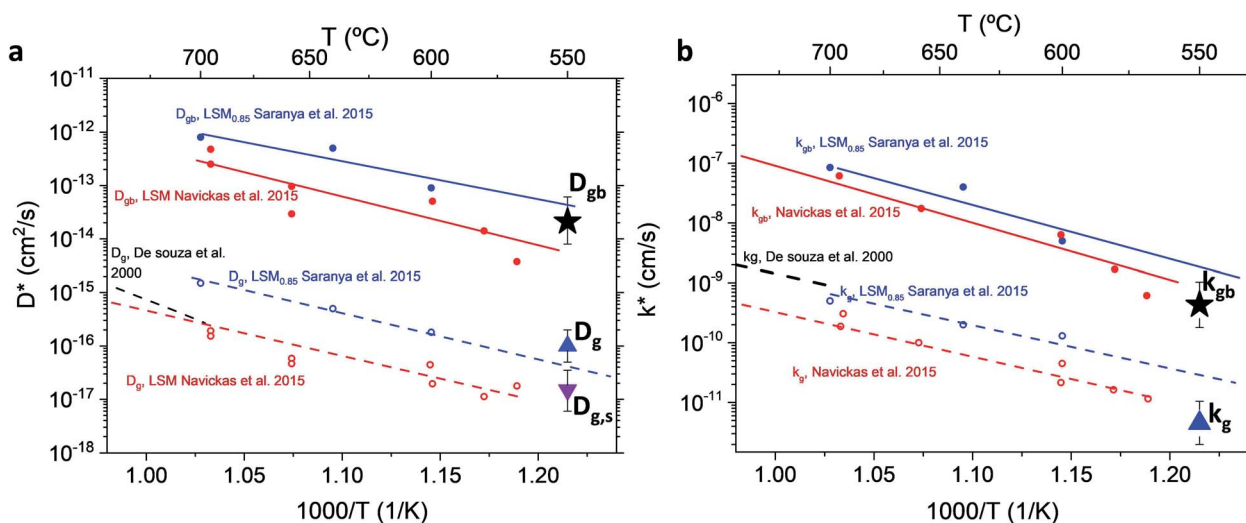 a
T (ºC)
700 650 600 550
10⁻¹¹
10⁻¹²
10⁻¹³
10⁻¹⁴
10⁻¹⁵
10⁻¹⁶
10⁻¹⁷
10⁻¹⁸
D* (cm²/s)
D_gb, LSM₀.₈₅ Saranya et al. 2015
D_gb, LSM Navickas et al. 2015
D_gb
D_g, De souza et al.
2000
D_g, LSM₀.₈₅ Saranya et al. 2015
D_g
D_g, LSM Navickas et al. 2015
D_g,s
1.00 1.05 1.10 1.15 1.20
1000/T (1/K)
b
T (ºC)
700 650 600 550
10⁻⁶
10⁻⁷
10⁻⁸
10⁻⁹
10⁻¹⁰
10⁻¹¹
k* (cm/s)
k_gb, LSM₀.₈₅ Saranya et al. 2015
k_gb, Navickas et al. 2015
kg, De souza et al. 2000
k_gb
k_g, LSM₀.₈₅ Saranya et al. 2015
k_g, Navickas et al. 2015
k_g
1.00 1.05 1.10 1.15 1.20
1000/T (1/K)